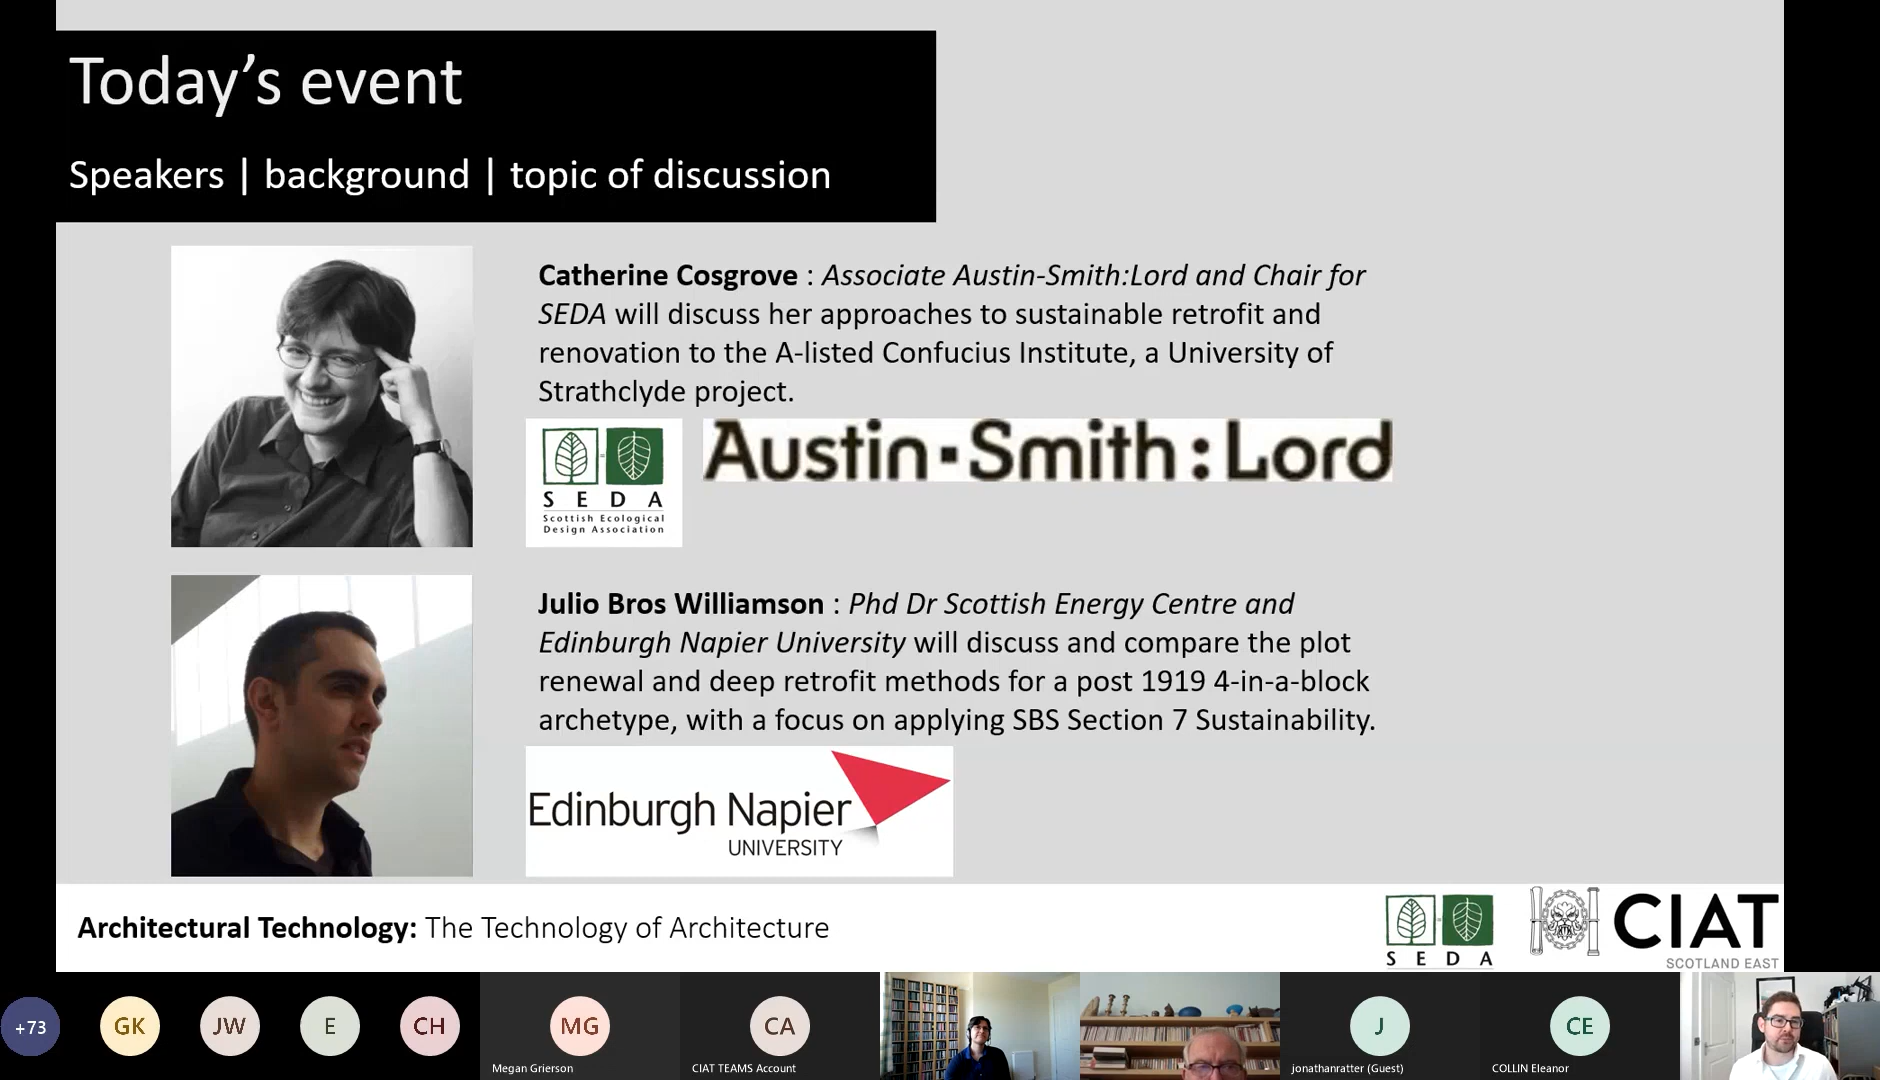 Today’s event
Speakers | background | topic of discussion
Catherine Cosgrove : Associate Austin-Smith:Lord and Chair for
SEDA will discuss her approaches to sustainable retrofit and
renovation to the A-listed Confucius Institute, a University of
Strathclyde project.
SEDA
Scottish Ecological
Design Association
Austin·Smith:Lord
Julio Bros Williamson : Phd Dr Scottish Energy Centre and
Edinburgh Napier University will discuss and compare the plot
renewal and deep retrofit methods for a post 1919 4-in-a-block
archetype, with a focus on applying SBS Section 7 Sustainability.
Edinburgh Napier
UNIVERSITY
Architectural Technology: The Technology of Architecture
SEDA
CIAT
SCOTLAND EAST
+73
GK
JW
E
CH
MG
Megan Grierson
CA
CIAT TEAMS Account
J
jonathanratter (Guest)
CE
COLLIN Eleanor